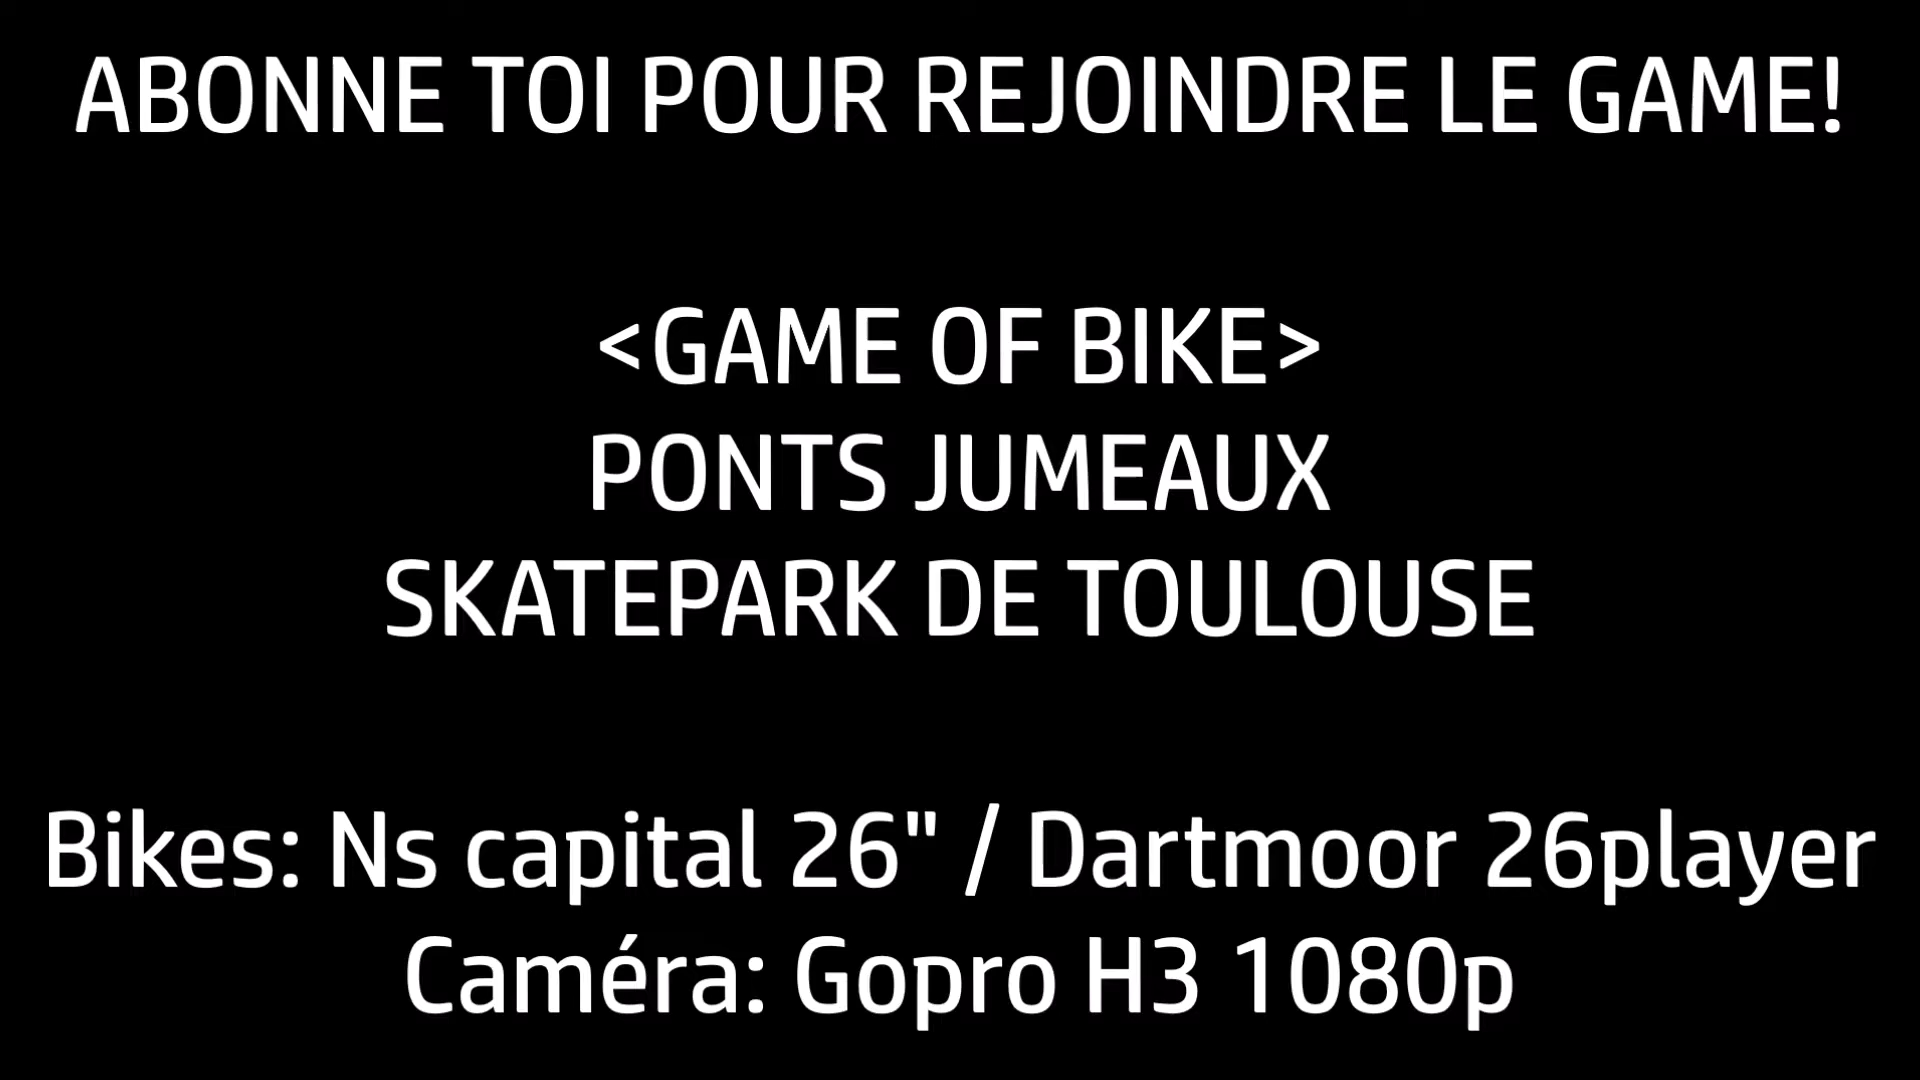 ABONNE TOI POUR REJOINDRE LE GAME!
<GAME OF BIKE>
PONTS JUMEAUX
SKATEPARK DE TOULOUSE
Bikes: Ns capital 26" / Dartmoor 26player
Caméra: Gopro H3 1080p